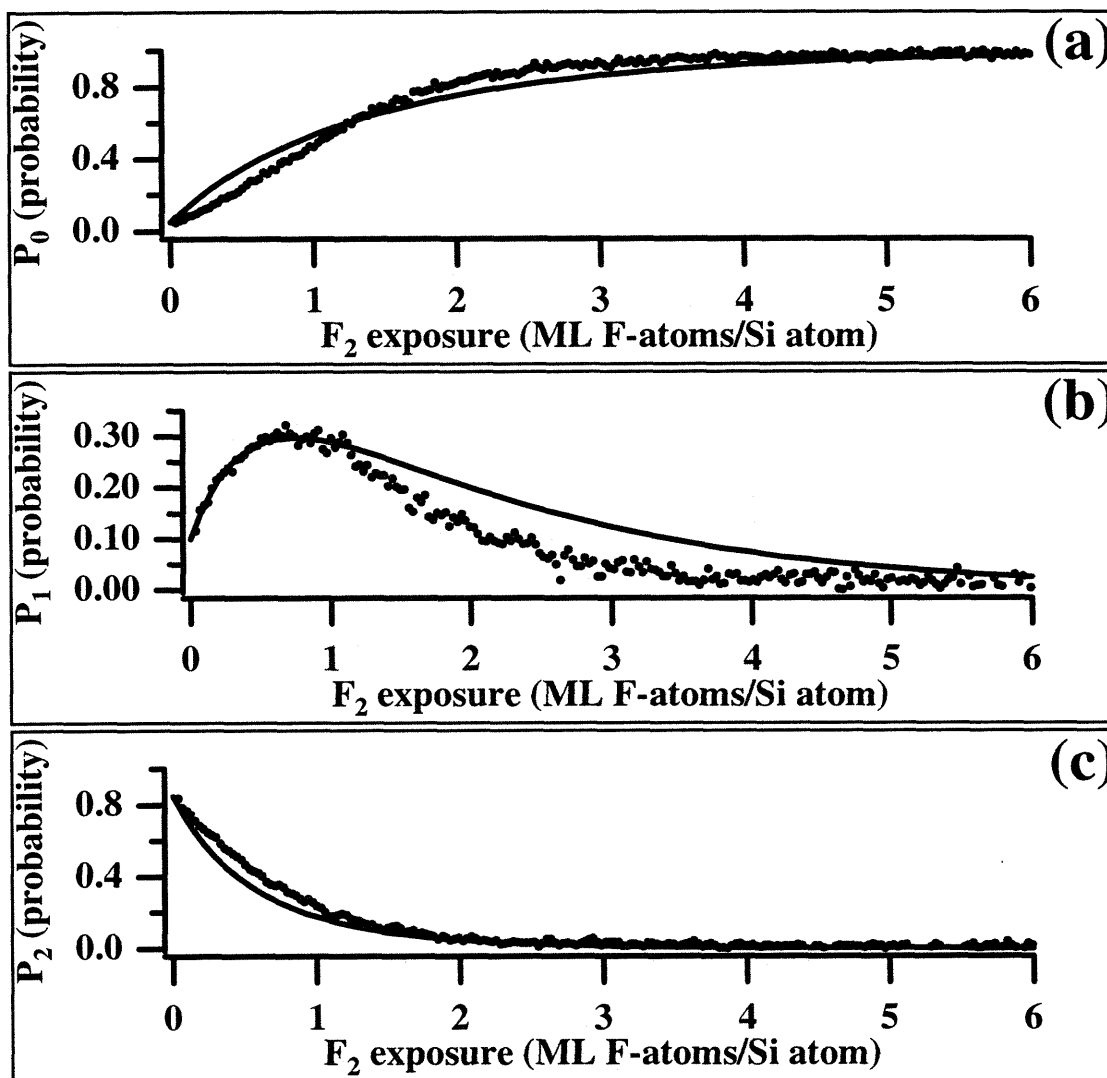 (a)
P₀ (probability)
0.8
0.4
0.0
0 1 2 3 4 5 6
F₂ exposure (ML F-atoms/Si atom)
(b)
P₁ (probability)
0.30
0.20
0.10
0.00
0 1 2 3 4 5 6
F₂ exposure (ML F-atoms/Si atom)
(c)
P₂ (probability)
0.8
0.4
0.0
0 1 2 3 4 5 6
F₂ exposure (ML F-atoms/Si atom)